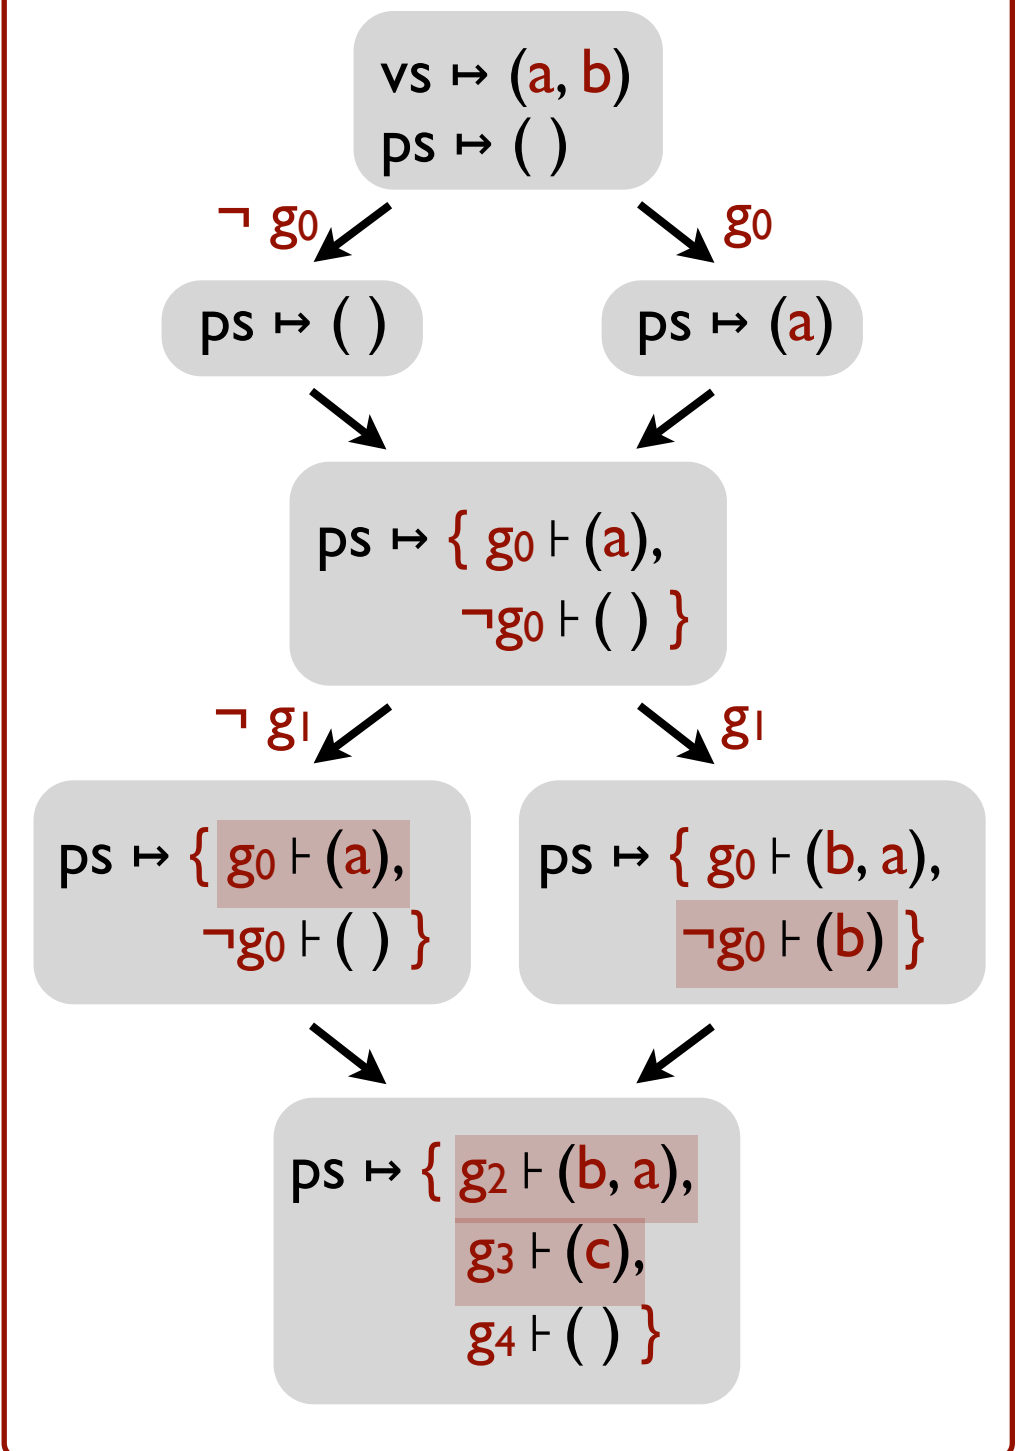 vs ↦ (a, b)
ps ↦ ( )
¬ g0
g0
ps ↦ ( )
ps ↦ (a)
ps ↦ { g0 ⊦ (a),
¬g0 ⊦ ( ) }
¬ g1
g1
ps ↦ { g0 ⊦ (a),
¬g0 ⊦ ( ) }
ps ↦ { g0 ⊦ (b, a),
¬g0 ⊦ (b) }
ps ↦ { g2 ⊦ (b, a),
g3 ⊦ (c),
g4 ⊦ ( ) }